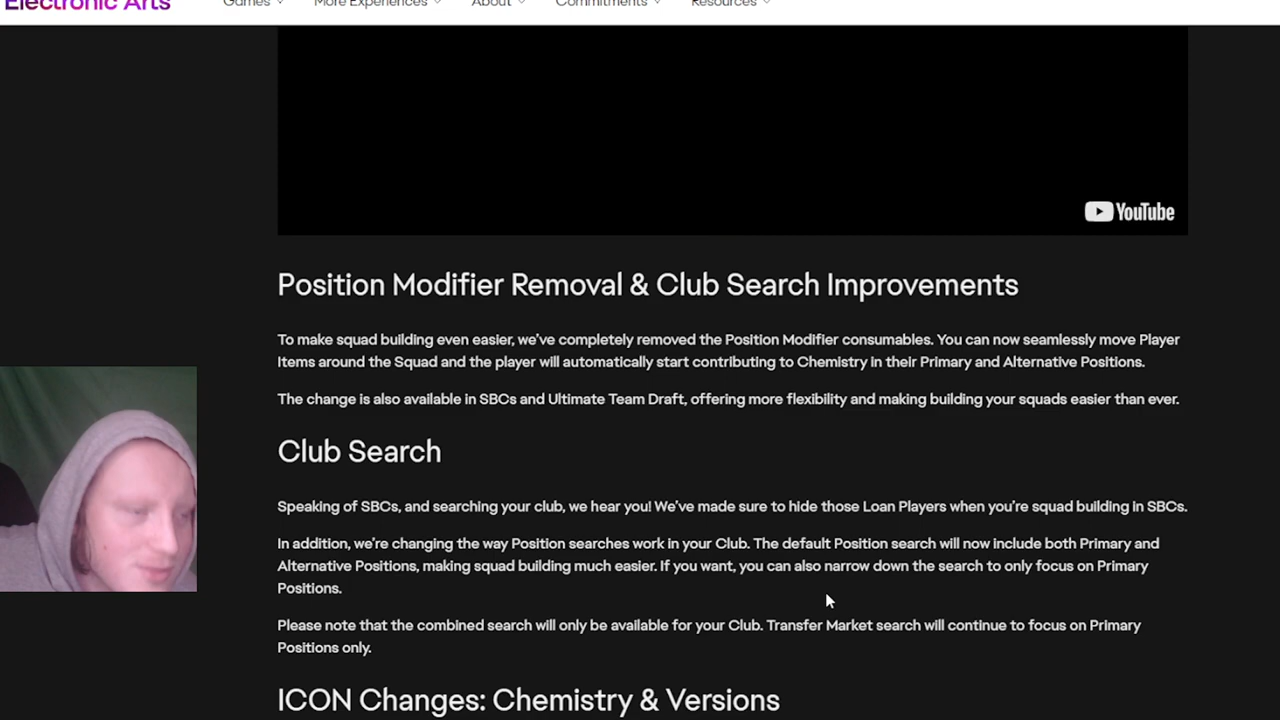 Electronic Arts
Games More Experiences About Commitments Resources
YouTube
Position Modifier Removal & Club Search Improvements
To make squad building even easier, we've completely removed the Position Modifier consumables. You can now seamlessly move Player
Items around the Squad and the player will automatically start contributing to Chemistry in their Primary and Alternative Positions.
The change is also available in SBCs and Ultimate Team Draft, offering more flexibility and making building your squads easier than ever.
Club Search
Speaking of SBCs, and searching your club, we hear you! We've made sure to hide those Loan Players when you're squad building in SBCs.
In addition, we're changing the way Position searches work in your Club. The default Position search will now include both Primary and
Alternative Positions, making squad building much easier. If you want, you can also narrow down the search to only focus on Primary
Positions.
Please note that the combined search will only be available for your Club. Transfer Market search will continue to focus on Primary
Positions only.
ICON Changes: Chemistry & Versions